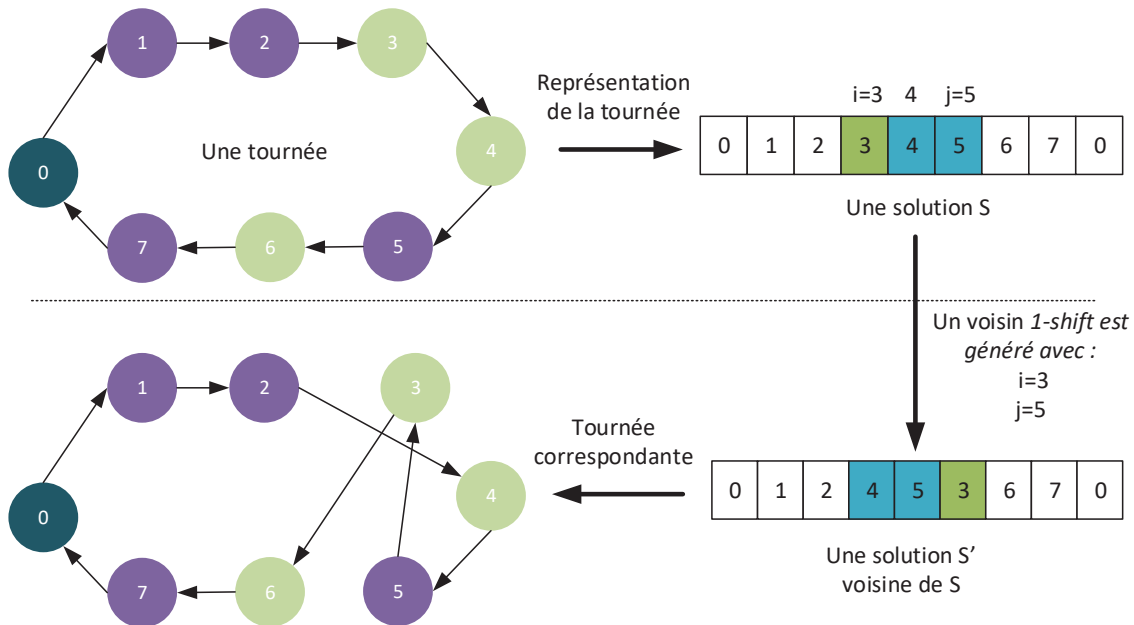 1 2 3
4
0
Une tournée
7 6 5
Représentation
de la tournée
i=3 4 j=5
0 1 2 3 4 5 6 7 0
Une solution S
Un voisin 1-shift est
généré avec :
i=3
j=5
1 2 3
4
0
7 6 5
Tournée
correspondante
0 1 2 4 5 3 6 7 0
Une solution S’
voisine de S